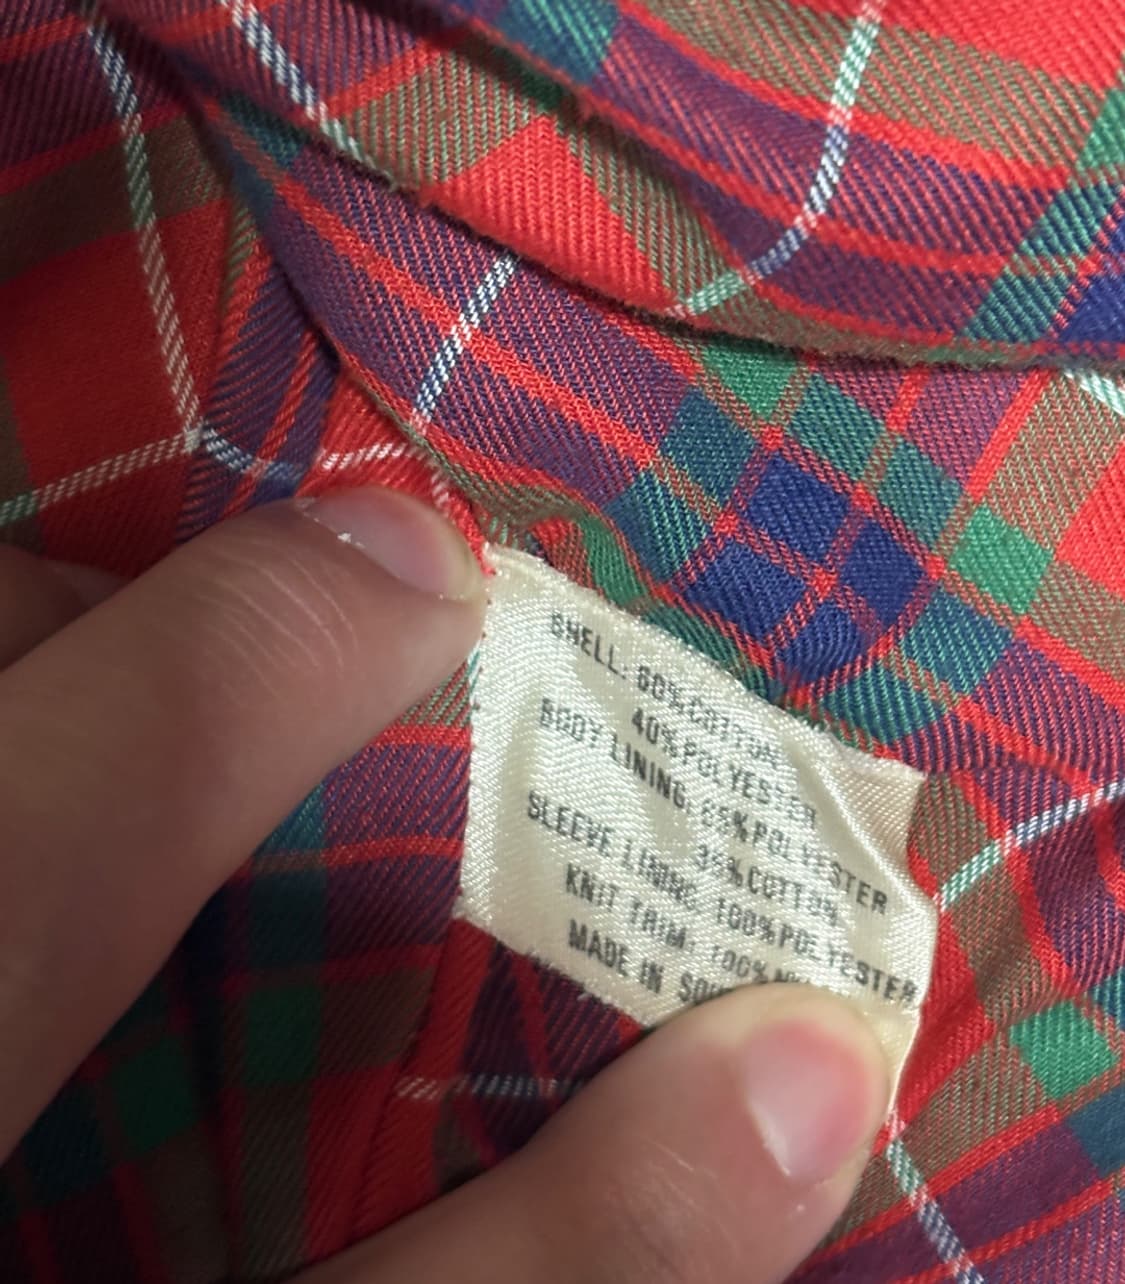 SHELL: 60% COTTON
40% POLYESTER
BODY LINING: 65% POLYESTER
35% COTTON
SLEEVE LINING: 100% POLYESTER
KNIT TRIM: 100%
MADE IN